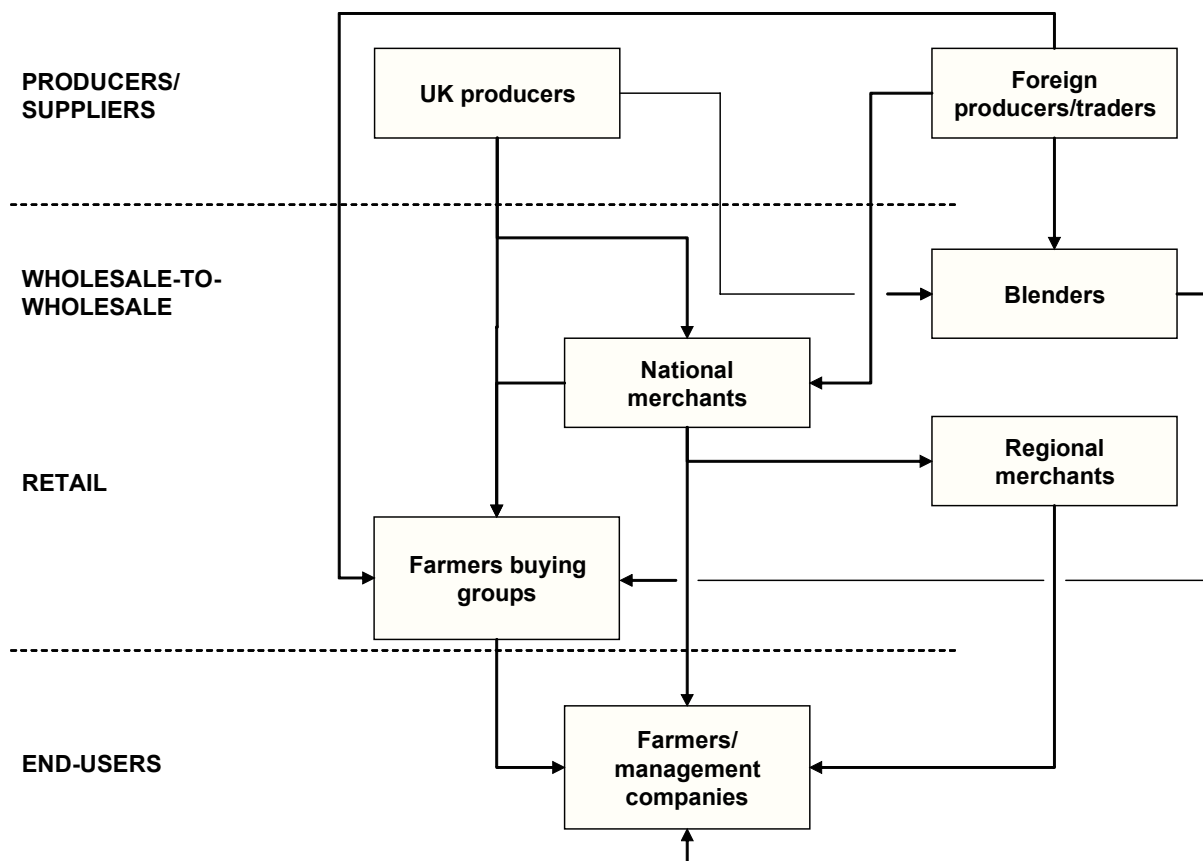 PRODUCERS/
SUPPLIERS
UK producers
Foreign
producers/traders
WHOLESALE-TO-
WHOLESALE
Blenders
National
merchants
Regional
merchants
RETAIL
Farmers buying
groups
END-USERS
Farmers/
management
companies